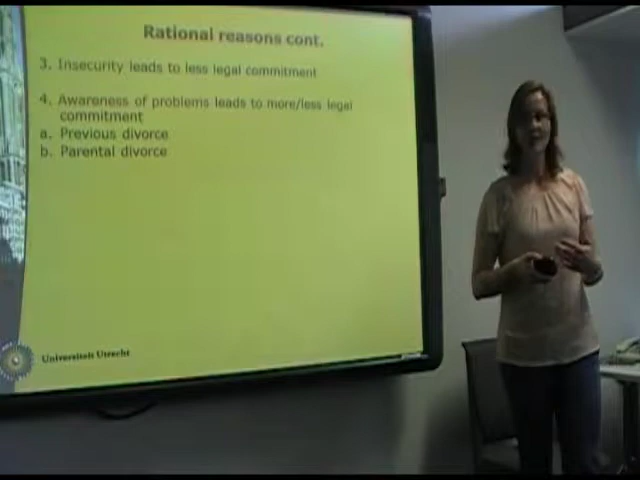 Rational reasons cont.
3. Insecurity leads to less legal commitment
4. Awareness of problems leads to more/less legal
commitment
a. Previous divorce
b. Parental divorce
Universiteit Utrecht